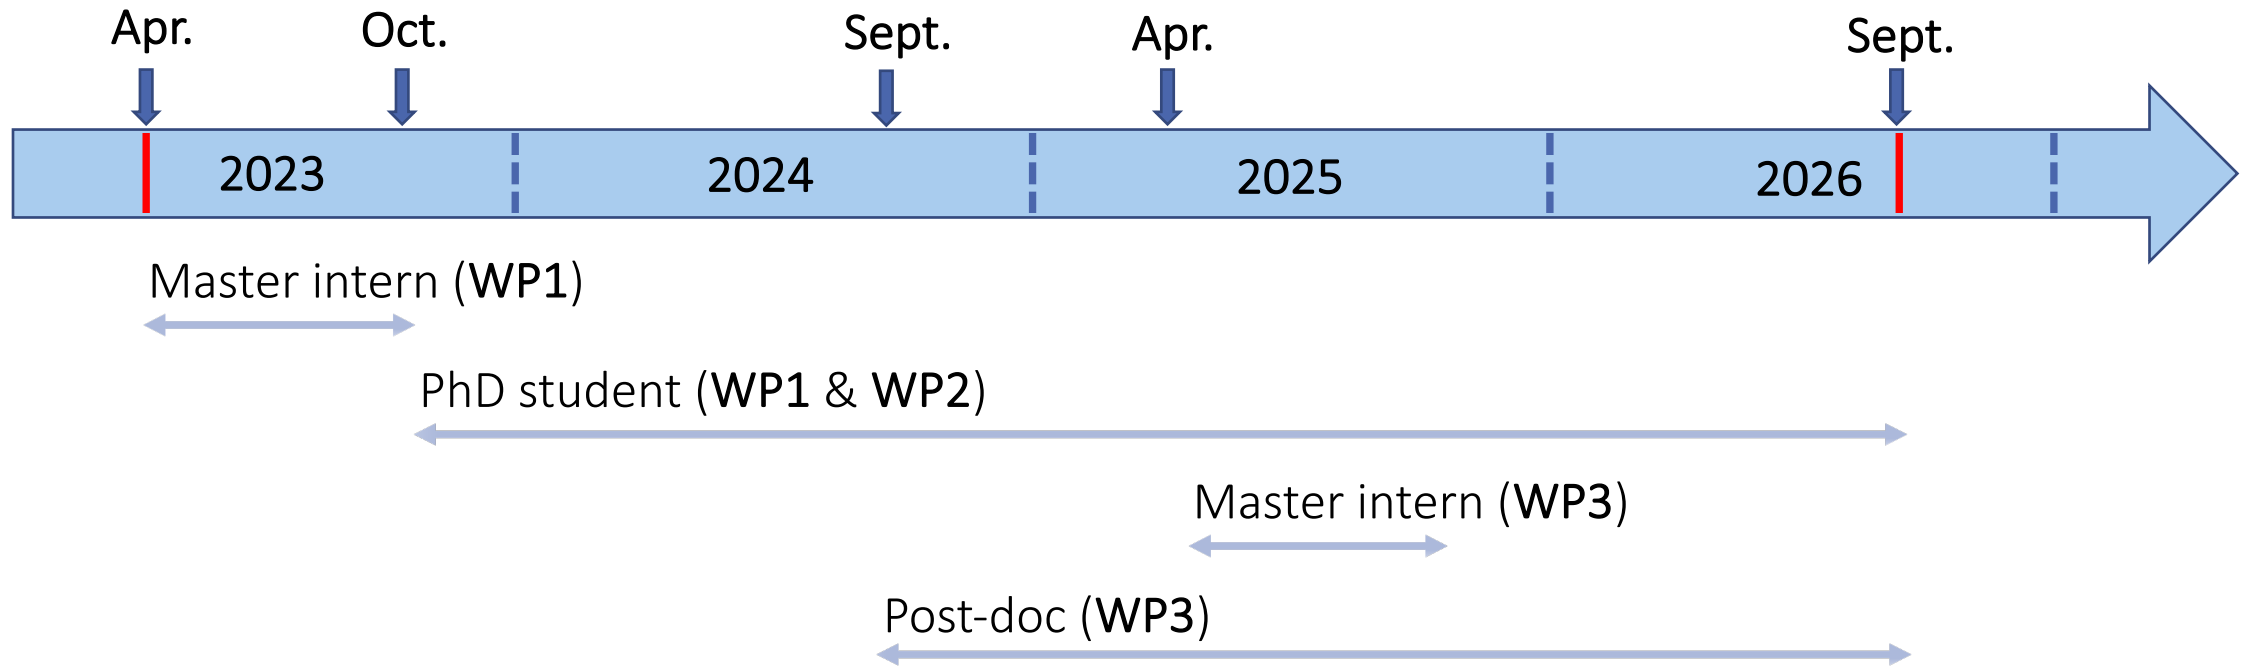 Apr. Oct. Sept. Apr. Sept.
2023 2024 2025 2026
Master intern (WP1)
PhD student (WP1 & WP2)
Master intern (WP3)
Post-doc (WP3)